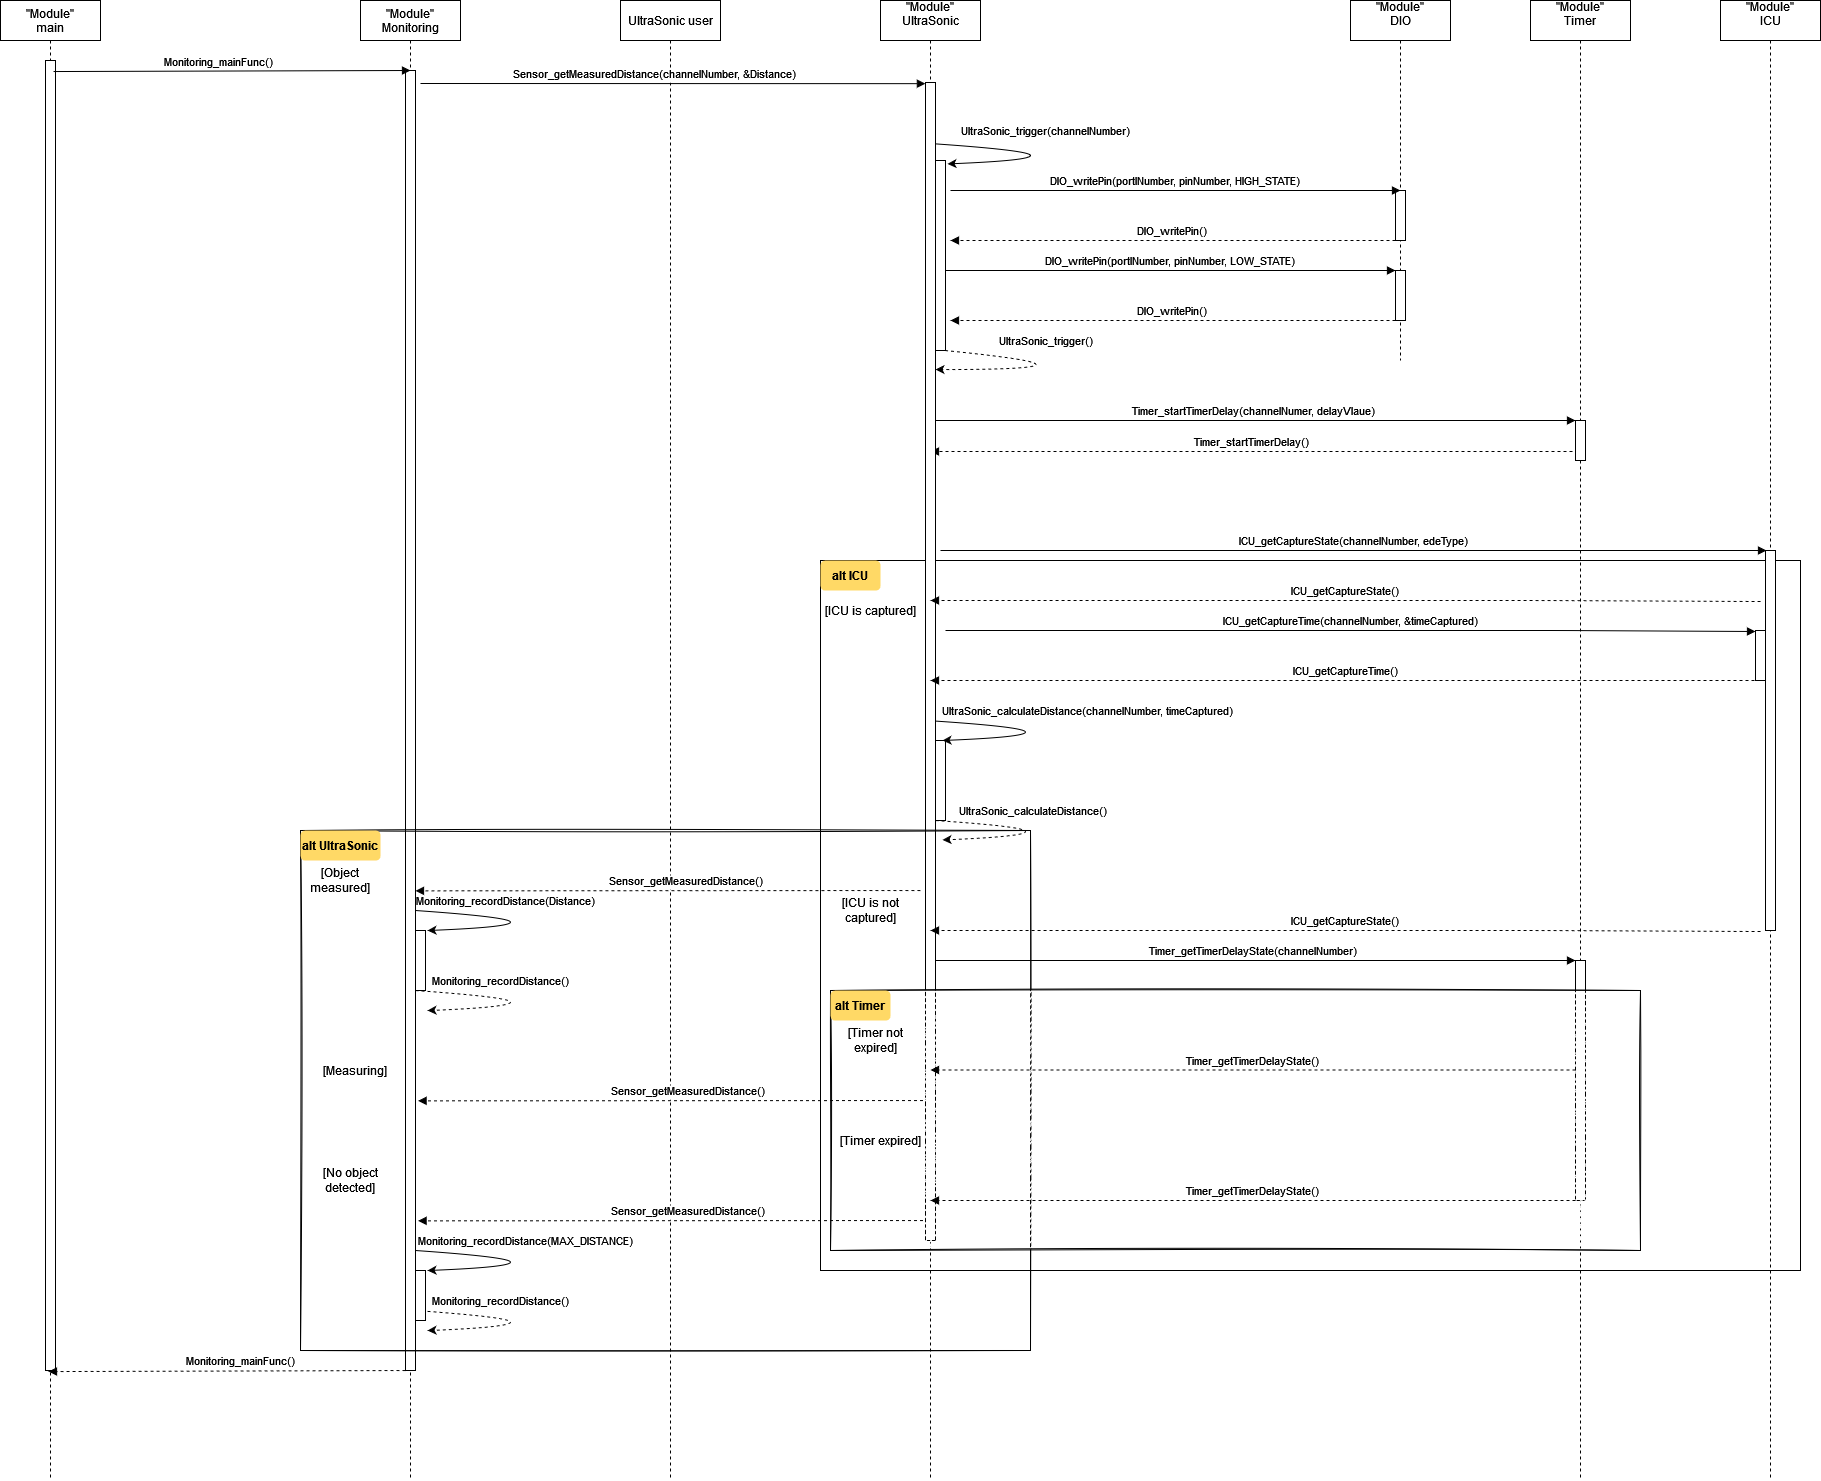 "Module"
main
"Module"
Monitoring
UltraSonic user
"Module"
UltraSonic
"Module"
DIO
"Module"
Timer
"Module"
ICU
Monitoring_mainFunc()
Sensor_getMeasuredDistance(channelNumber, &Distance)
UltraSonic_trigger(channelNumber)
DIO_writePin(portlNumber, pinNumber, HIGH_STATE)
DIO_writePin()
DIO_writePin(portlNumber, pinNumber, LOW_STATE)
DIO_writePin()
UltraSonic_trigger()
Timer_startTimerDelay(channelNumer, delayVlaue)
Timer_startTimerDelay()
ICU_getCaptureState(channelNumber, edeType)
alt ICU
ICU_getCaptureState()
[ICU is captured]
ICU_getCaptureTime(channelNumber, &timeCaptured)
ICU_getCaptureTime()
UltraSonic_calculateDistance(channelNumber, timeCaptured)
UltraSonic_calculateDistance()
alt UltraSonic
[Object
measured]
Sensor_getMeasuredDistance()
Monitoring_recordDistance(Distance)
[ICU is not
captured]
ICU_getCaptureState()
Timer_getTimerDelayState(channelNumber)
Monitoring_recordDistance()
alt Timer
[Timer not
expired]
Timer_getTimerDelayState()
[Measuring]
Sensor_getMeasuredDistance()
[Timer expired]
[No object
detected]
Timer_getTimerDelayState()
Sensor_getMeasuredDistance()
Monitoring_recordDistance(MAX_DISTANCE)
Monitoring_recordDistance()
Monitoring_mainFunc()